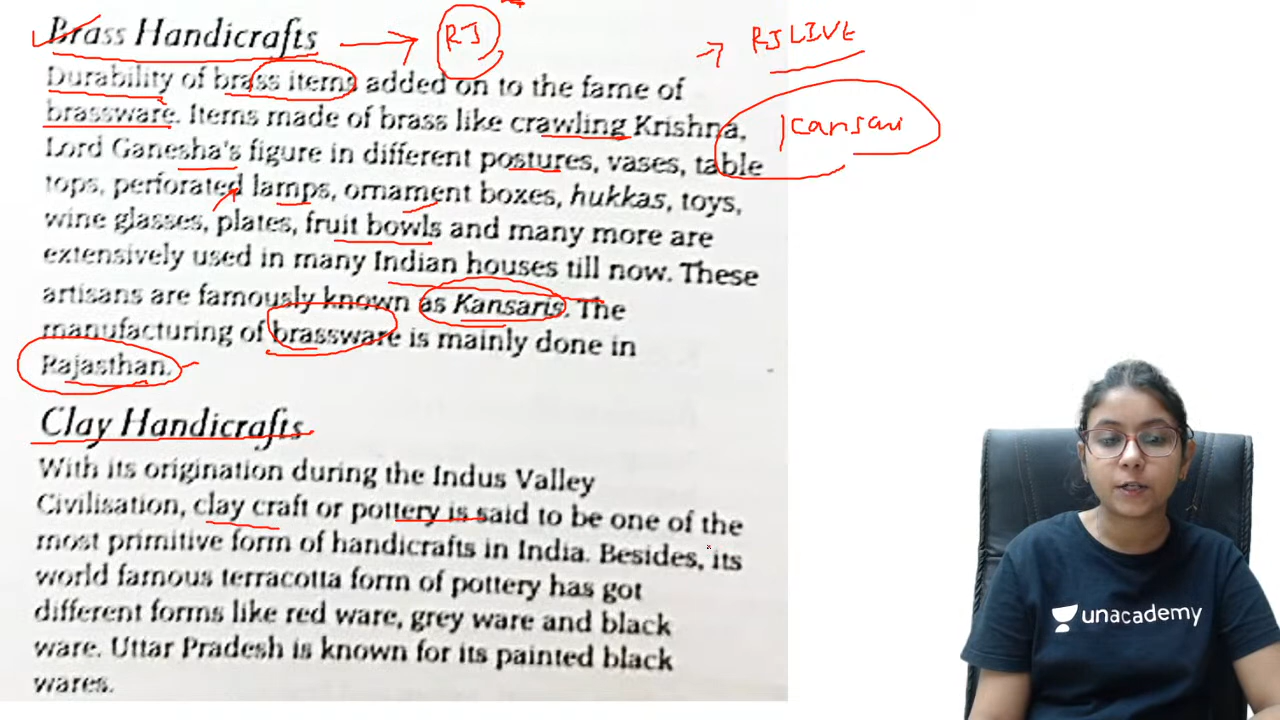 Brass Handicrafts
RJ
RJ LIVE
Durability of brass items added on to the fame of
brassware. Items made of brass like crawling Krishna,
Kansari
Lord Ganesha's figure in different postures, vases, table
tops, perforated lamps, ornament boxes, hukkas, toys,
wine glasses, plates, fruit bowls and many more are
extensively used in many Indian houses till now. These
artisans are famously known as Kansaris. The
manufacturing of brassware is mainly done in
Rajasthan.
Clay Handicrafts
With its origination during the Indus Valley
Civilisation, clay craft or pottery is said to be one of the
most primitive form of handicrafts in India. Besides, its
world famous terracotta form of pottery has got
different forms like red ware, grey ware and black
ware. Uttar Pradesh is known for its painted black
wares.
unacademy